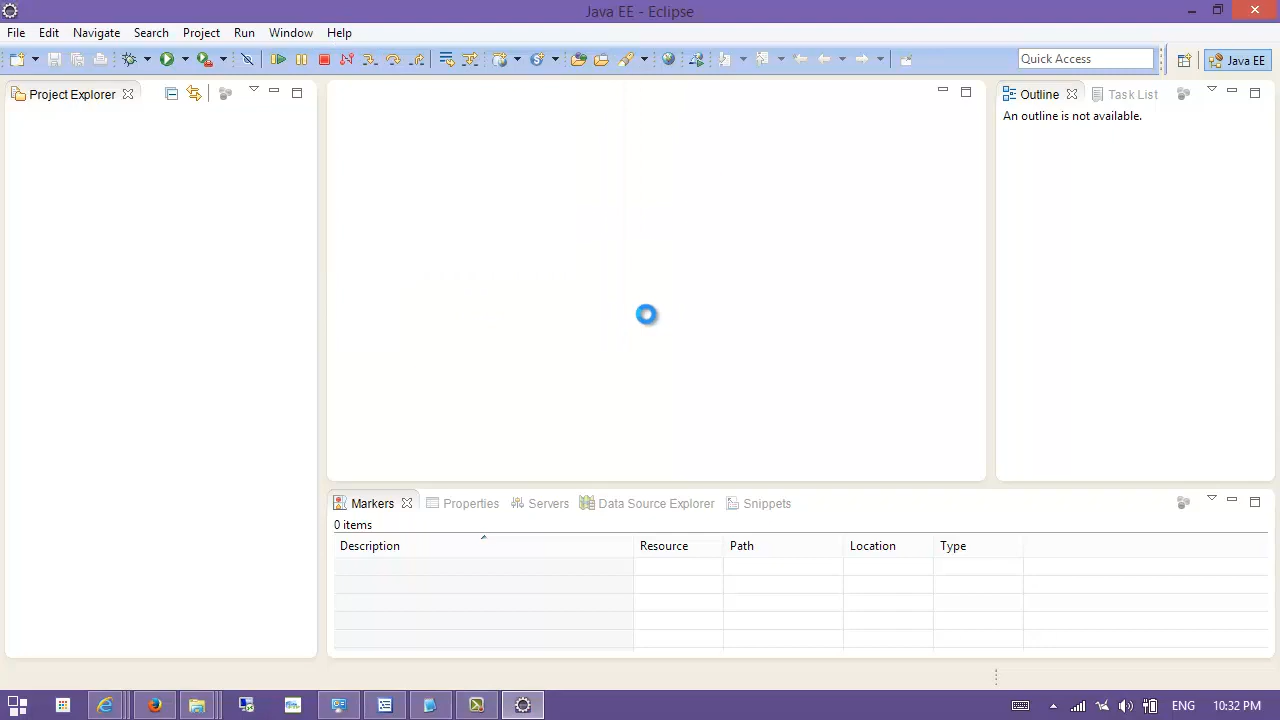 Java EE - Eclipse
File Edit Navigate Search Project Run Window Help
Quick Access
Java EE
Project Explorer
Outline Task List
An outline is not available.
Markers Properties Servers Data Source Explorer Snippets
0 items
Description Resource Path Location Type
ENG 10:32 PM